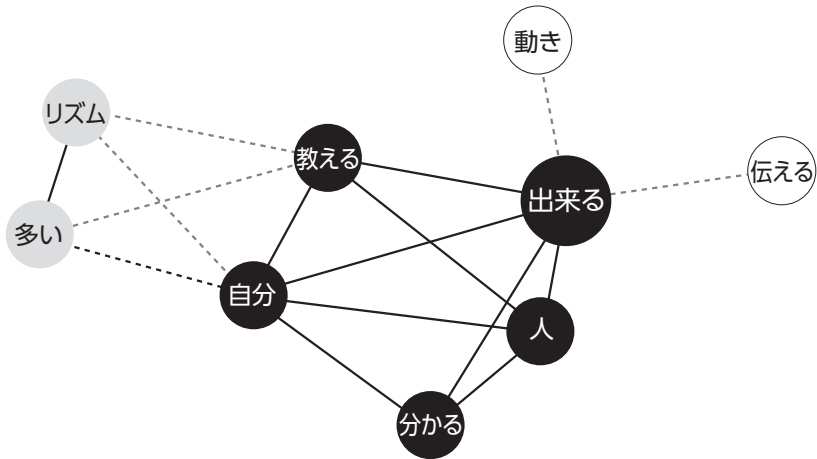 動き
リズム
教える
伝える
出来る
多い
自分
人
分かる